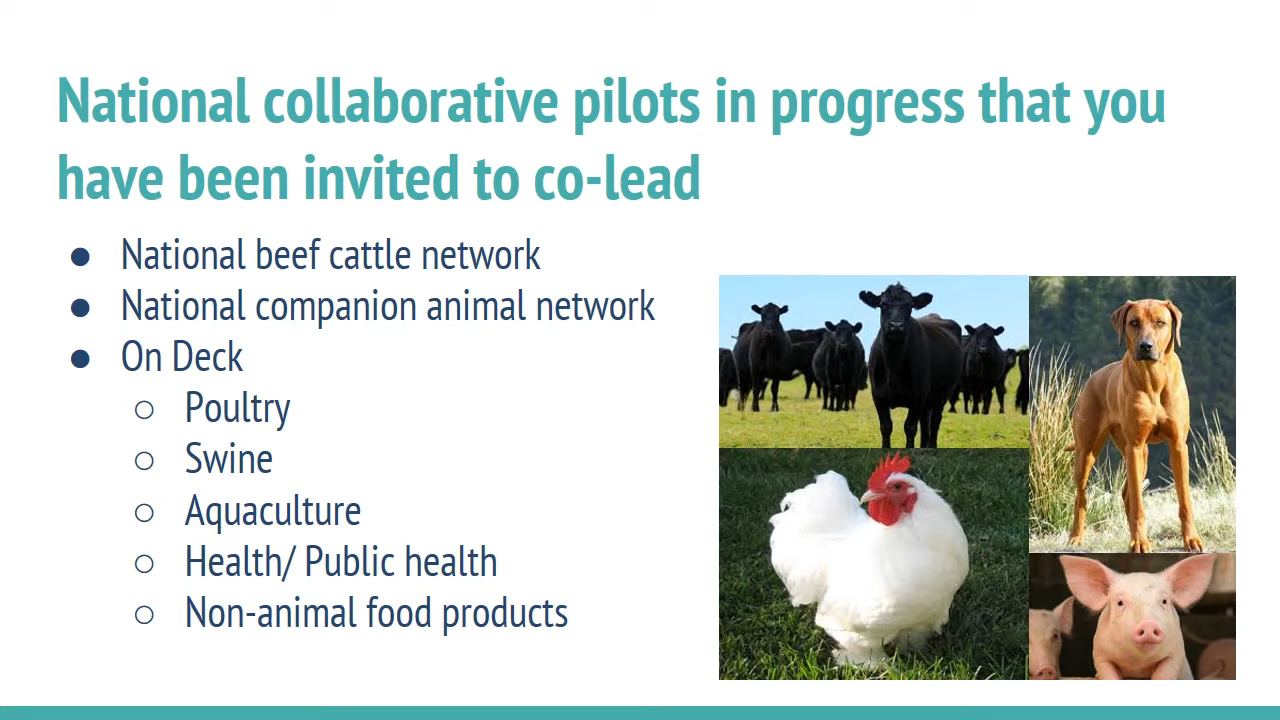 National collaborative pilots in progress that you
have been invited to co-lead
● National beef cattle network
● National companion animal network
● On Deck
○ Poultry
○ Swine
○ Aquaculture
○ Health/ Public health
○ Non-animal food products